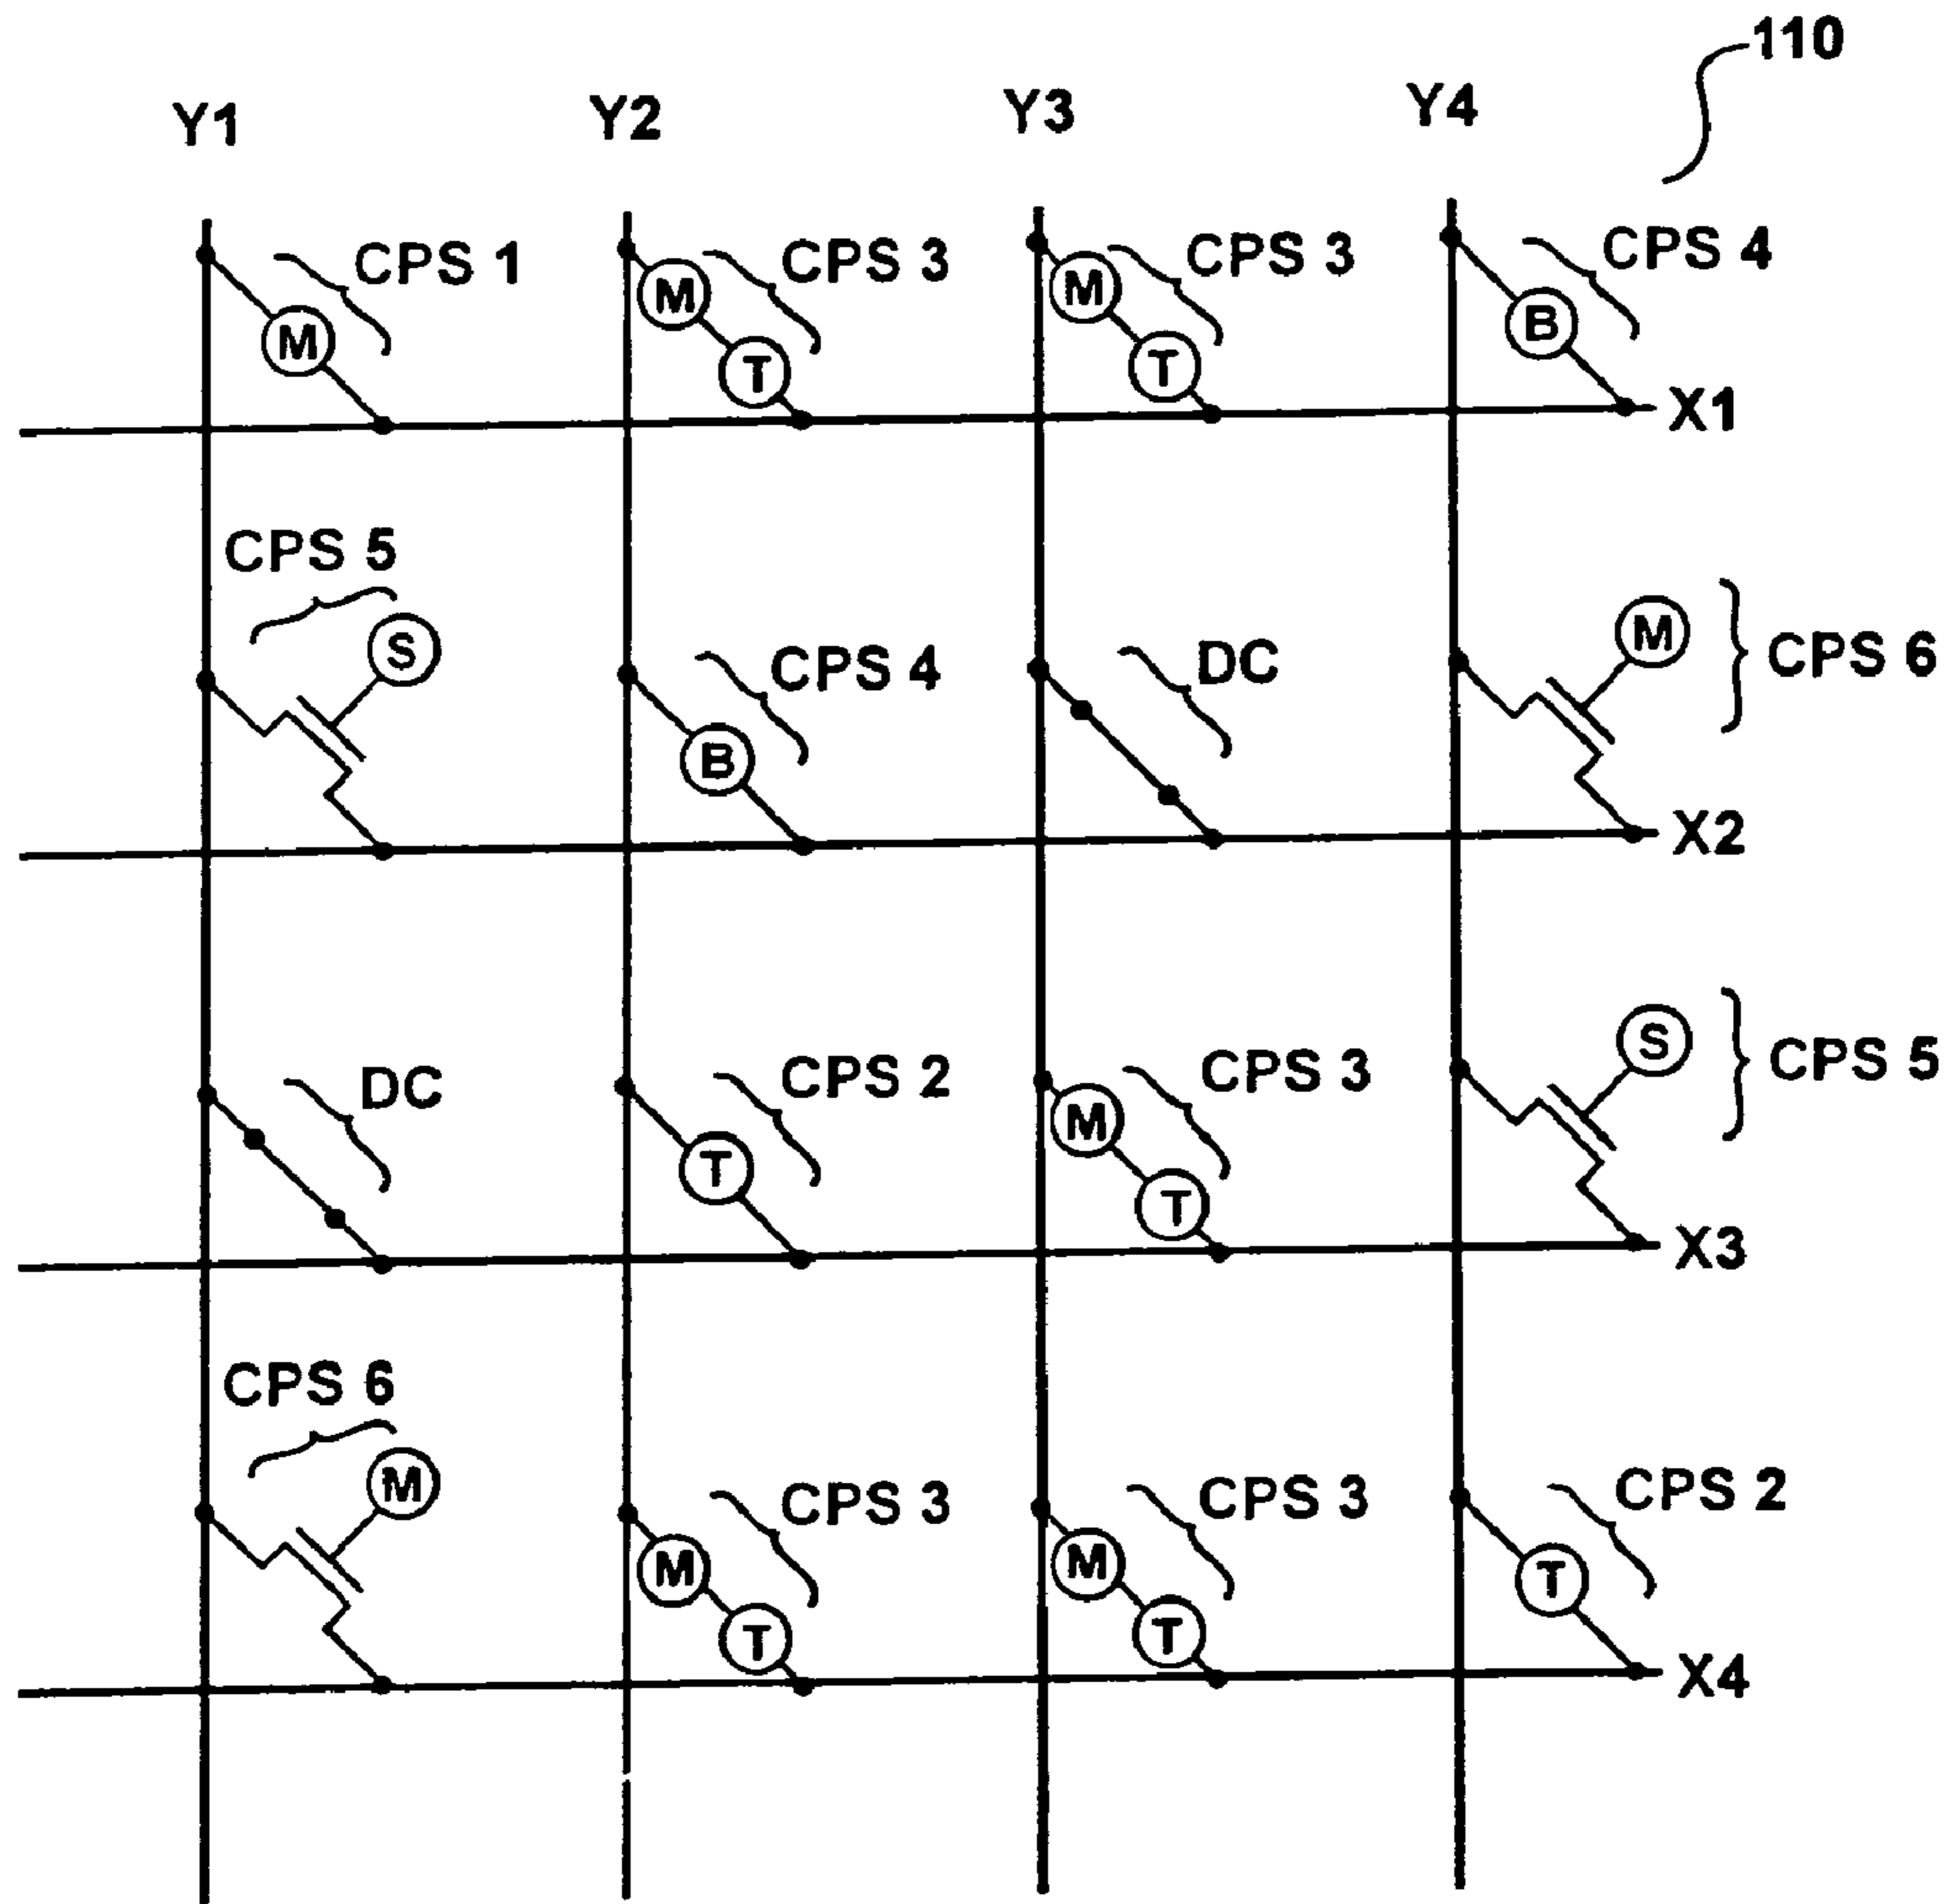 110
Y1 Y2 Y3 Y4
CPS 1 CPS 3 CPS 3 CPS 4
M M T M T B
X1
CPS 5 CPS 4 DC CPS 6
S B M
X2
DC CPS 2 CPS 3 CPS 5
T M T S
X3
CPS 6 CPS 3 CPS 3 CPS 2
M M T M T T
X4